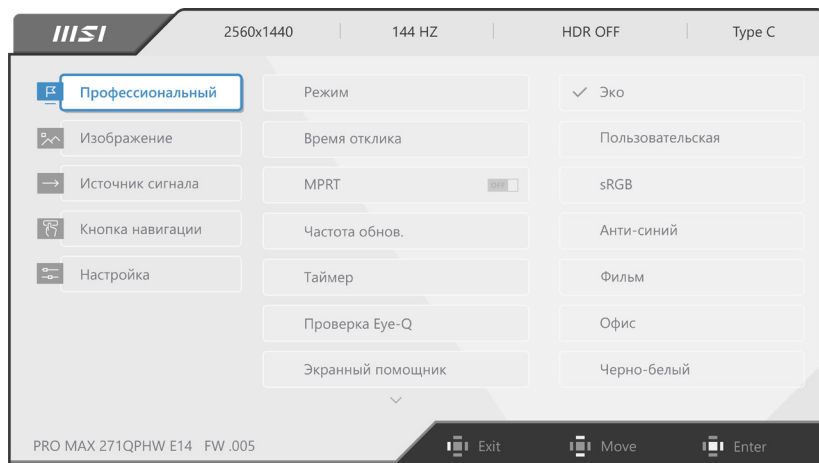 msi 2560x1440 144 HZ HDR OFF Type C
Профессиональный Режим Эко
Изображение Время отклика Пользовательская
Источник сигнала MPRT OFF sRGB
Кнопка навигации Частота обнов. Анти-синий
Настройка Таймер Фильм
Проверка Eye-Q Офис
Экранный помощник Черно-белый
PRO MAX 271QPHW E14 FW .005 Exit Move Enter